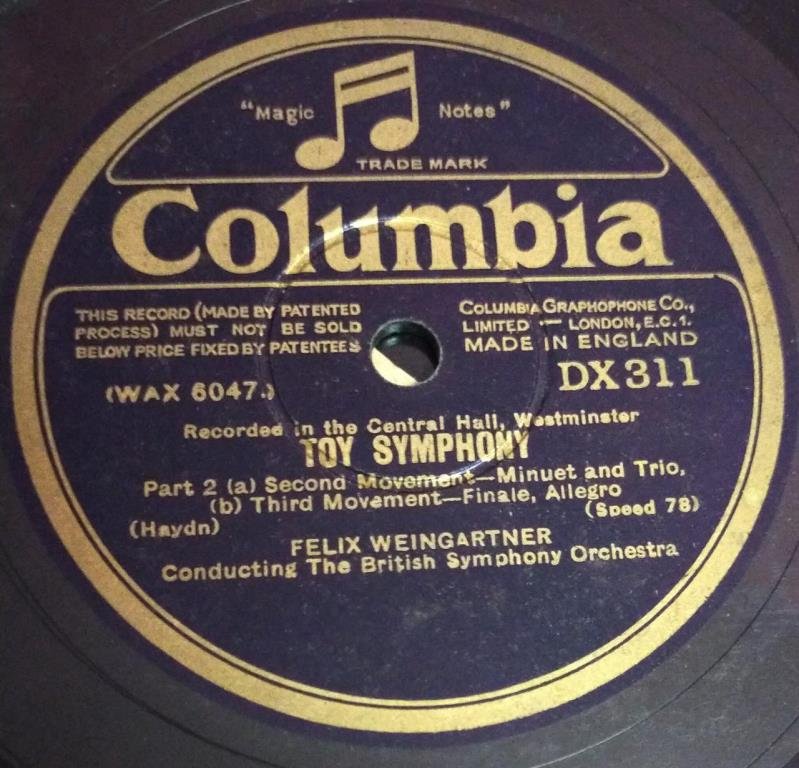 "Magic Notes"
TRADE MARK
Columbia
THIS RECORD (MADE BY PATENTED
PROCESS) MUST NOT BE SOLD
BELOW PRICE FIXED BY PATENTEES
COLUMBIA GRAPHOPHONE CO.,
LIMITED — LONDON, E.C.1.
MADE IN ENGLAND
(WAX 6047.)
DX 311
Recorded in the Central Hall, Westminster
TOY SYMPHONY
Part 2 (a) Second Movement—Minuet and Trio,
(b) Third Movement—Finale, Allegro
(Speed 78)
(Haydn)
FELIX WEINGARTNER
Conducting The British Symphony Orchestra